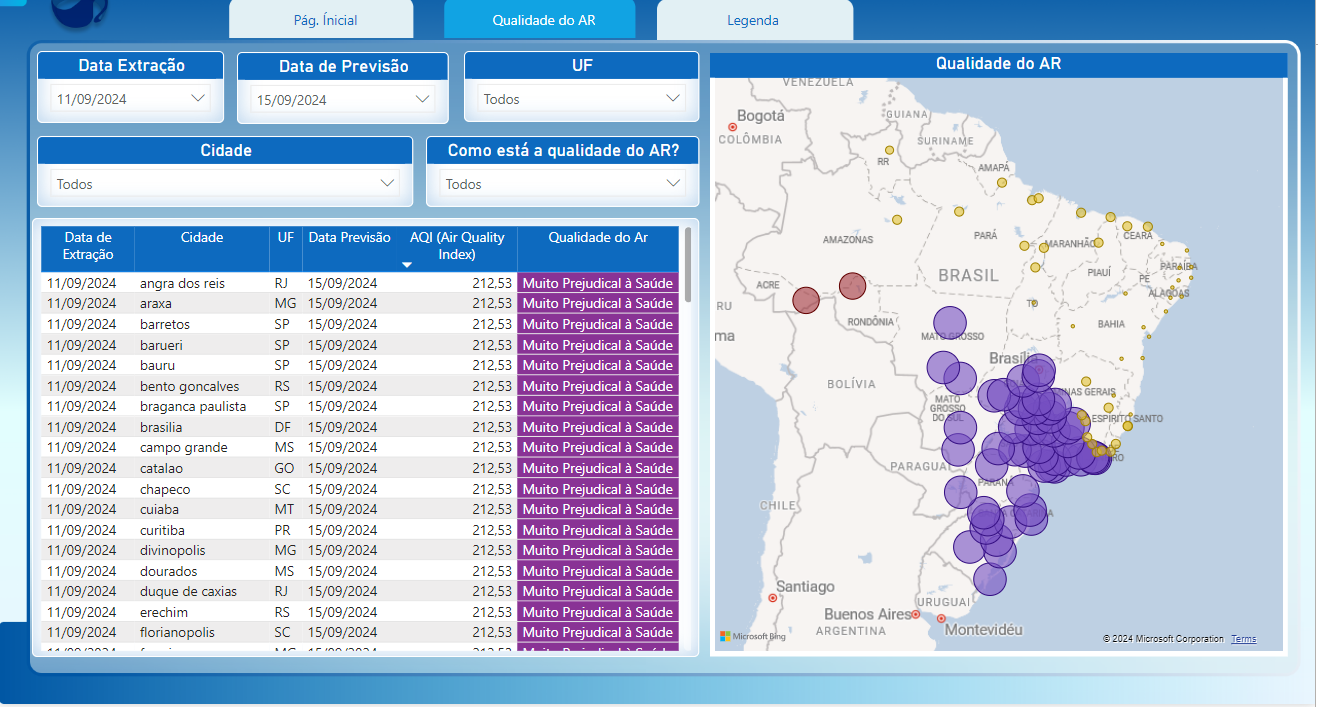 Pág. Ínicial
Qualidade do AR
Legenda
Data Extração
11/09/2024
Data de Previsão
15/09/2024
UF
Todos
Cidade
Todos
Como está a qualidade do AR?
Todos
Data de Extração Cidade UF Data Previsão AQI (Air Quality Index) Qualidade do Ar
11/09/2024 angra dos reis RJ 15/09/2024 212,53 Muito Prejudical à Saúde
11/09/2024 araxa MG 15/09/2024 212,53 Muito Prejudical à Saúde
11/09/2024 barretos SP 15/09/2024 212,53 Muito Prejudical à Saúde
11/09/2024 barueri SP 15/09/2024 212,53 Muito Prejudical à Saúde
11/09/2024 bauru SP 15/09/2024 212,53 Muito Prejudical à Saúde
11/09/2024 bento goncalves RS 15/09/2024 212,53 Muito Prejudical à Saúde
11/09/2024 braganca paulista SP 15/09/2024 212,53 Muito Prejudical à Saúde
11/09/2024 brasilia DF 15/09/2024 212,53 Muito Prejudical à Saúde
11/09/2024 campo grande MS 15/09/2024 212,53 Muito Prejudical à Saúde
11/09/2024 catalao GO 15/09/2024 212,53 Muito Prejudical à Saúde
11/09/2024 chapeco SC 15/09/2024 212,53 Muito Prejudical à Saúde
11/09/2024 cuiaba MT 15/09/2024 212,53 Muito Prejudical à Saúde
11/09/2024 curitiba PR 15/09/2024 212,53 Muito Prejudical à Saúde
11/09/2024 divinopolis MG 15/09/2024 212,53 Muito Prejudical à Saúde
11/09/2024 dourados MS 15/09/2024 212,53 Muito Prejudical à Saúde
11/09/2024 duque de caxias RJ 15/09/2024 212,53 Muito Prejudical à Saúde
11/09/2024 erechim RS 15/09/2024 212,53 Muito Prejudical à Saúde
11/09/2024 florianopolis SC 15/09/2024 212,53 Muito Prejudical à Saúde
Qualidade do AR
VENEZUELA
Bogotá
GUIANA
COLÔMBIA
SURINAME
RR
AMAPÁ
AMAZONAS
PARÁ
MARANHÃO
CEARÁ
BRASIL
PIAUÍ
PARAÍBA
PE
ACRE
ALAGOAS
TO
RU
RONDÔNIA
BAHIA
ma
MATO GROSSO
Brasília
BOLÍVIA
NAS GERAIS
MATO
GROSSO
DO SUL
ESPÍRITO SANTO
PARAGUAI
RO
PARANÁ
CHILE
Santiago
URUGUAI
Buenos Aires
ARGENTINA
Montevidéu
Microsoft Bing
© 2024 Microsoft Corporation Terms